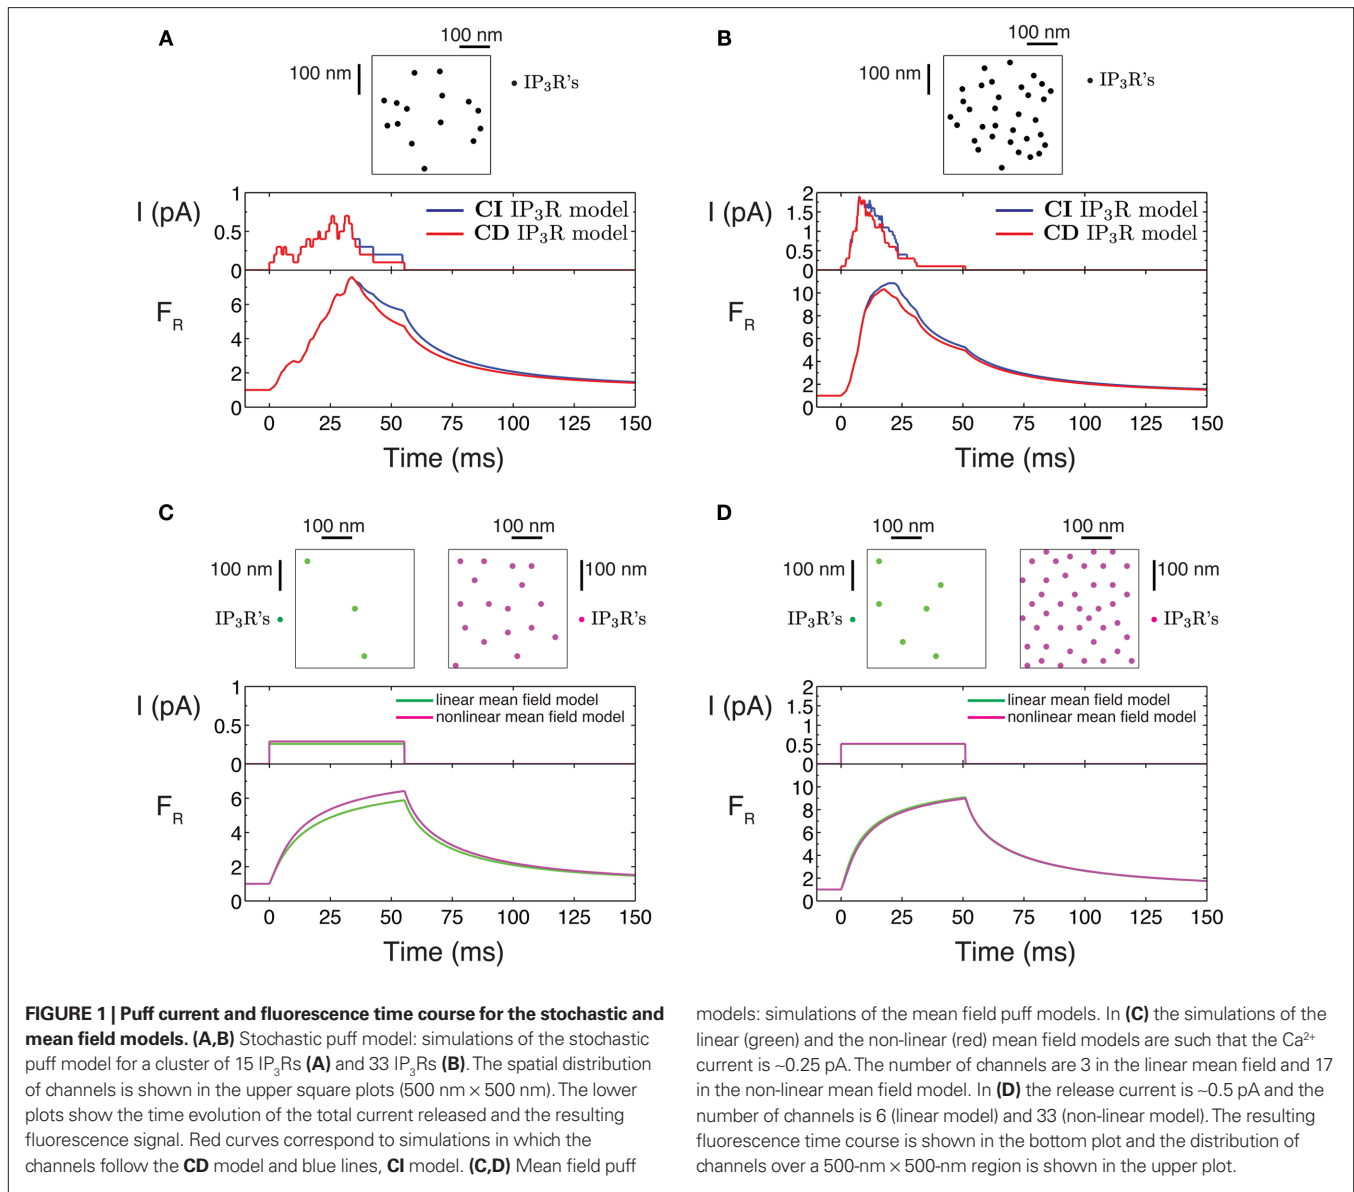 A
100 nm
100 nm
IP3R's
I (pA)
1
0.5
0
CI IP3R model
CD IP3R model
FR
6
4
2
0
0 25 50 75 100 125 150
Time (ms)
B
100 nm
100 nm
IP3R's
I (pA)
2
1.5
1
0.5
0
CI IP3R model
CD IP3R model
FR
10
8
6
4
2
0
0 25 50 75 100 125 150
Time (ms)
C
100 nm
100 nm
100 nm
100 nm
IP3R's
IP3R's
I (pA)
1
0.5
0
linear mean field model
nonlinear mean field model
FR
6
4
2
0
0 25 50 75 100 125 150
Time (ms)
D
100 nm
100 nm
100 nm
100 nm
IP3R's
IP3R's
I (pA)
2
1.5
1
0.5
0
linear mean field model
nonlinear mean field model
FR
10
8
6
4
2
0
0 25 50 75 100 125 150
Time (ms)
FIGURE 1 | Puff current and fluorescence time course for the stochastic and
mean field models. (A,B) Stochastic puff model: simulations of the stochastic
puff model for a cluster of 15 IP3Rs (A) and 33 IP3Rs (B). The spatial distribution
of channels is shown in the upper square plots (500 nm × 500 nm). The lower
plots show the time evolution of the total current released and the resulting
fluorescence signal. Red curves correspond to simulations in which the
channels follow the CD model and blue lines, CI model. (C,D) Mean field puff
models: simulations of the mean field puff models. In (C) the simulations of the
linear (green) and the non-linear (red) mean field models are such that the Ca2+
current is ~0.25 pA. The number of channels are 3 in the linear mean field and 17
in the non-linear mean field model. In (D) the release current is ~0.5 pA and the
number of channels is 6 (linear model) and 33 (non-linear model). The resulting
fluorescence time course is shown in the bottom plot and the distribution of
channels over a 500-nm × 500-nm region is shown in the upper plot.